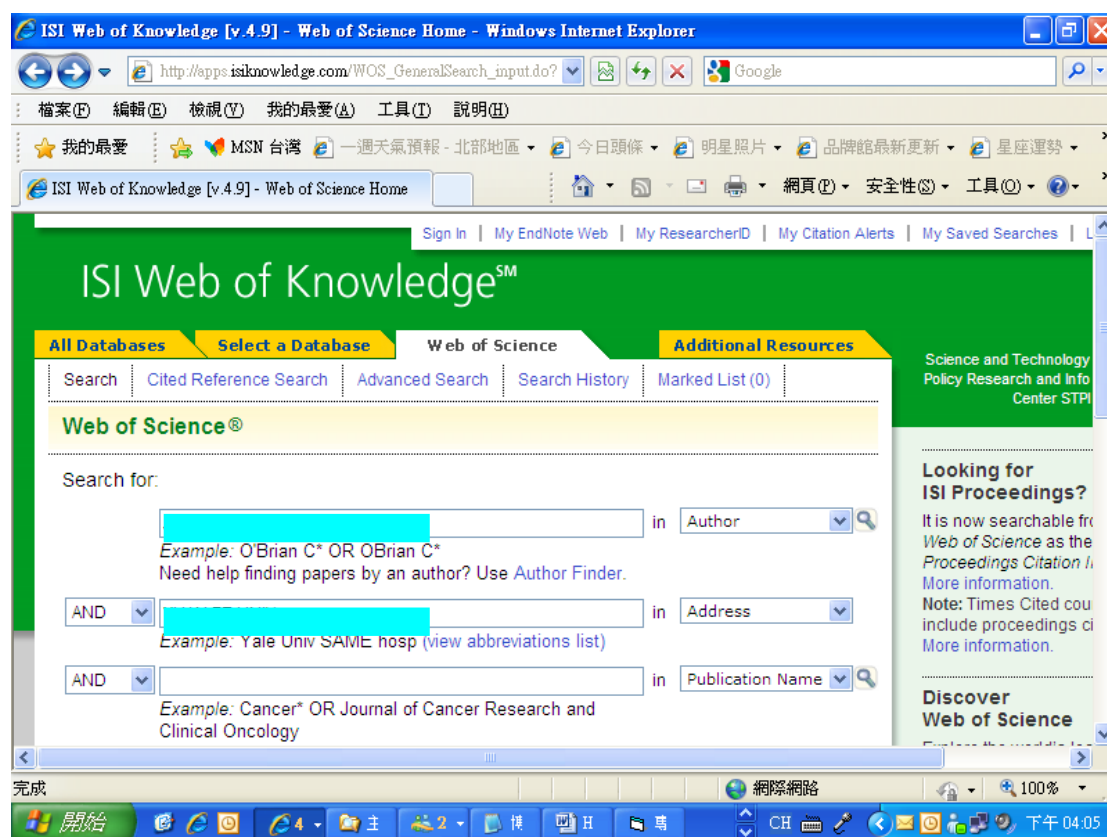 ISI Web of Knowledge [v.4.9] - Web of Science Home - Windows Internet Explorer
http://apps.isiknowledge.com/WOS_GeneralSearch_input.do? Google
檔案(F) 編輯(E) 檢視(V) 我的最愛(A) 工具(T) 說明(H)
我的最愛 MSN 台灣 一週天氣預報 - 北部地區 今日頭條 明星照片 品牌館最新更新 星座運勢
ISI Web of Knowledge [v.4.9] - Web of Science Home 網頁(P) 安全性(S) 工具(O)
Sign In | My EndNote Web | My ResearcherID | My Citation Alerts | My Saved Searches | L
ISI Web of Knowledge℠
All Databases Select a Database Web of Science Additional Resources
Search Cited Reference Search Advanced Search Search History Marked List (0)
Science and Technology
Policy Research and Info
Center STPI
Web of Science®
Search for:
in Author
Example: O'Brian C* OR OBrian C*
Need help finding papers by an author? Use Author Finder.
AND in Address
Example: Yale Univ SAME hosp (view abbreviations list)
AND in Publication Name
Example: Cancer* OR Journal of Cancer Research and
Clinical Oncology
Looking for
ISI Proceedings?
It is now searchable fro
Web of Science as the
Proceedings Citation I
More information.
Note: Times Cited cou
include proceedings ci
More information.
Discover
Web of Science
完成 網際網路 100%
開始 4 主 2 H CH 下午 04:05